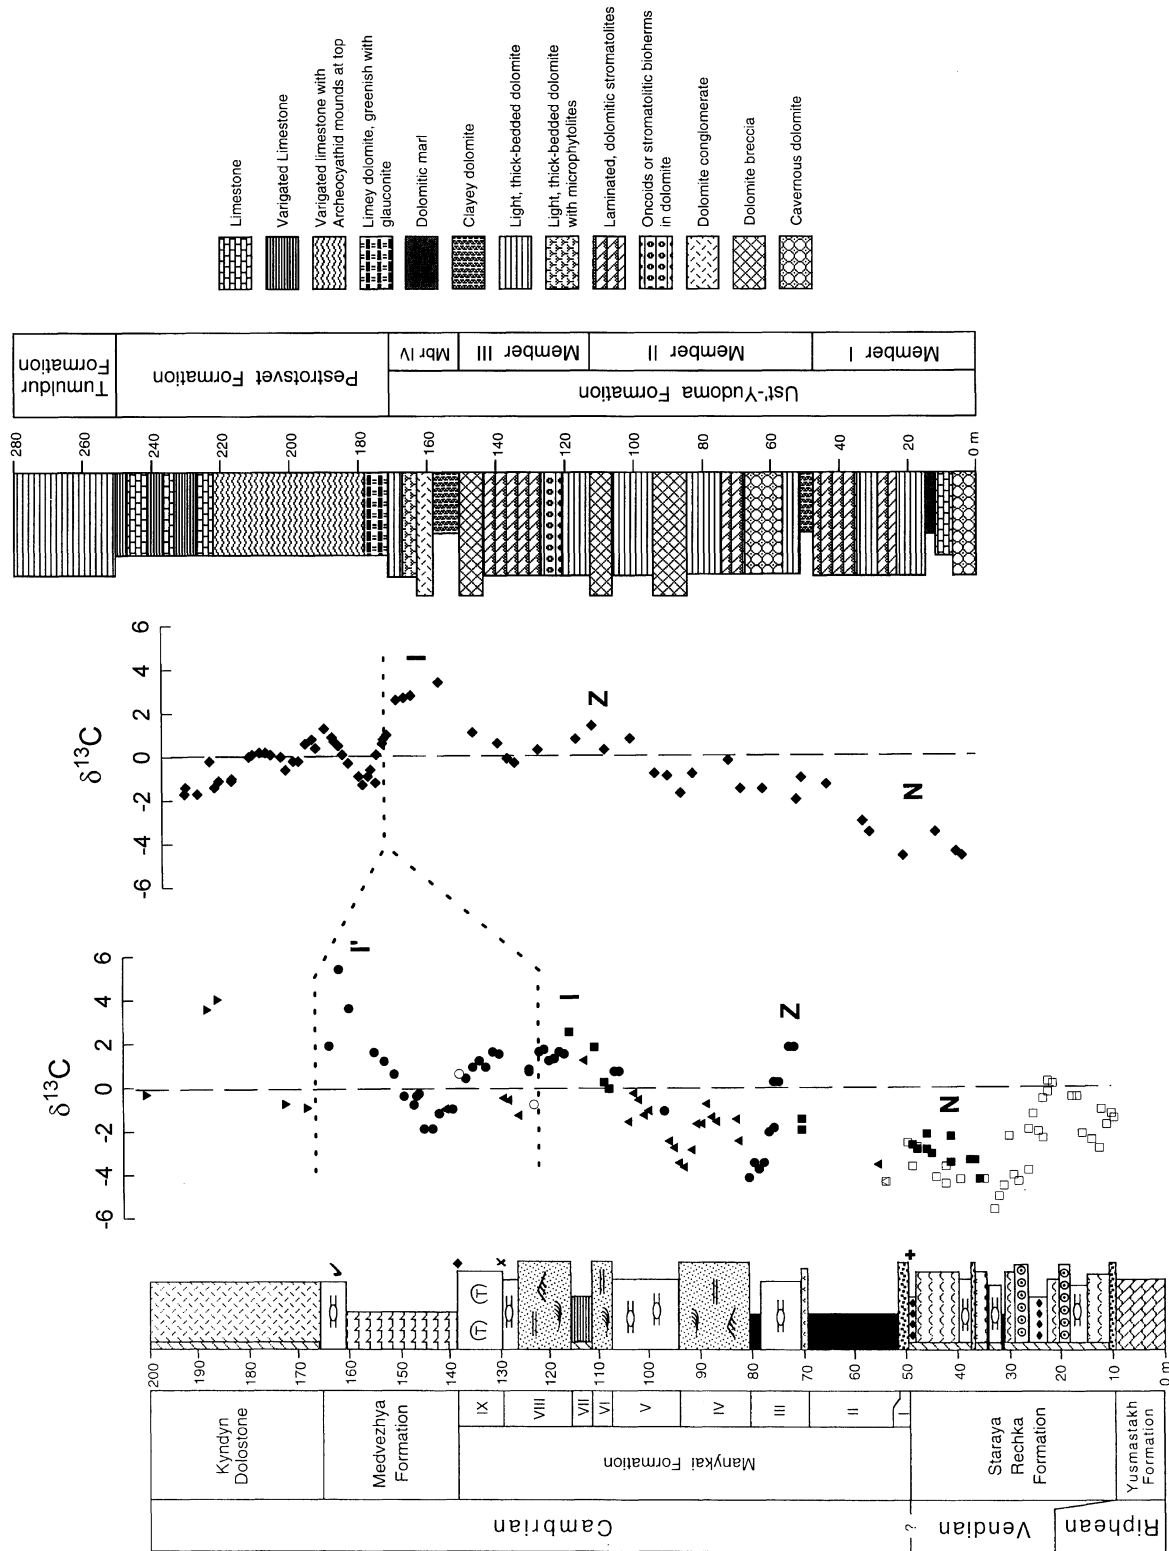 Limestone
Varigated Limestone
Varigated limestone with
Archeocyathid mounds at top
Limey dolomite, greenish with
glauconite
Dolomitic marl
Clayey dolomite
Light, thick-bedded dolomite
Light, thick-bedded dolomite
with microphytolites
Laminated, dolomitic stromatolites
Oncoids or stromatolitic bioherms
in dolomite
Dolomite conglomerate
Dolomite breccia
Cavernous dolomite
Tumuldur
Formation
Pestrotsvet Formation
Mbr IV
Member III
Member II
Member I
Ust'-Yudoma Formation
280
260
240
220
200
180
160
140
120
100
80
60
40
20
0 m
δ13C
6
4
2
0
-2
-4
-6
I
Z
N
δ13C
6
4
2
0
-2
-4
-6
I'
I
Z
N
T
T
200
190
180
170
160
150
140
130
120
110
100
90
80
70
60
50
40
30
20
10
0 m
Kyndyn
Dolostone
Medvezhya
Formation
IX
VIII
VII
VI
V
IV
III
II
I
Manykai Formation
Staraya
Rechka
Formation
Yusmastakh
Formation
Cambrian
?
Vendian
Riphean